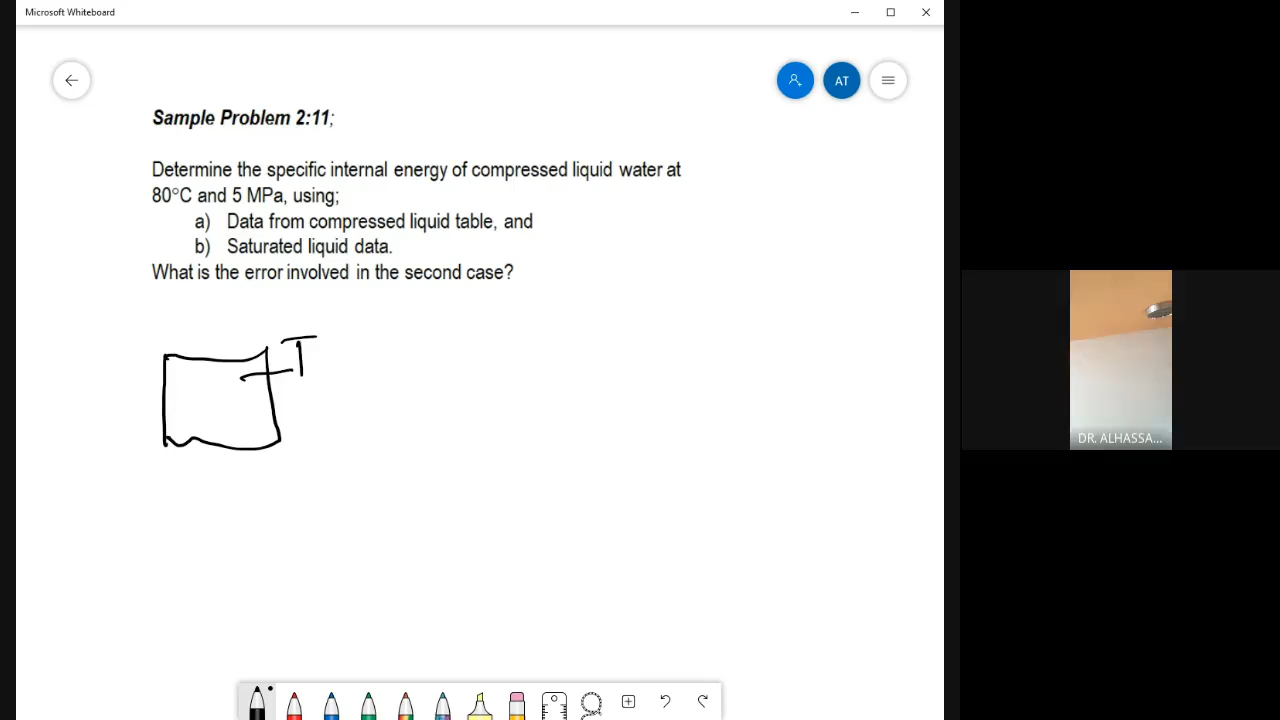 Microsoft Whiteboard
AT
Sample Problem 2:11;
Determine the specific internal energy of compressed liquid water at
80°C and 5 MPa, using;
a) Data from compressed liquid table, and
b) Saturated liquid data.
What is the error involved in the second case?
T
DR. ALHASSA...